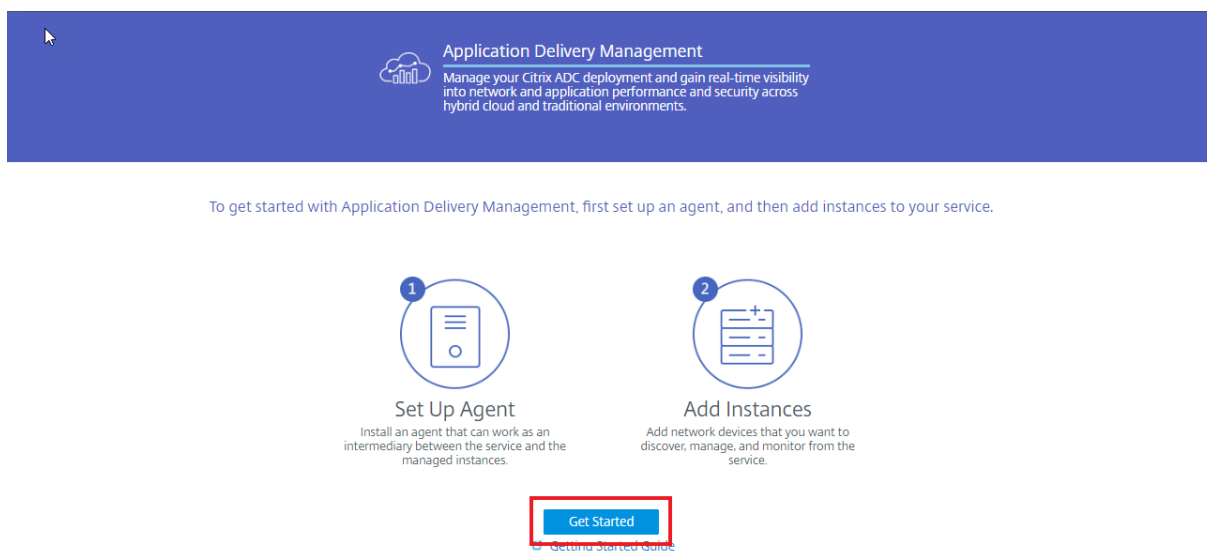 Application Delivery Management
Manage your Citrix ADC deployment and gain real-time visibility
into network and application performance and security across
hybrid cloud and traditional environments.
To get started with Application Delivery Management, first set up an agent, and then add instances to your service.
1
Set Up Agent
Install an agent that can work as an
intermediary between the service and the
managed instances.
2
Add Instances
Add network devices that you want to
discover, manage, and monitor from the
service.
Get Started
Getting Started Guide